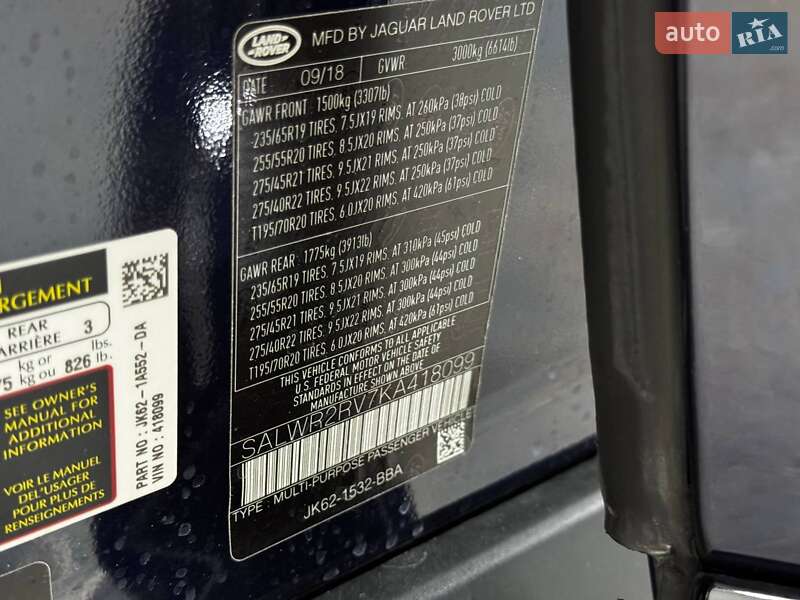 auto RIA
.com
LAND
ROVER
MFD BY JAGUAR LAND ROVER LTD
DATE 09/18 GVWR 3000kg (6614lb)
GAWR FRONT 1500kg (3307lb)
235/65R19 TIRES, 7.5JX19 RIMS, AT 260kPa (38psi) COLD
255/55R20 TIRES, 8.5JX20 RIMS, AT 250kPa (37psi) COLD
275/45R21 TIRES, 9.5JX21 RIMS, AT 250kPa (37psi) COLD
275/40R22 TIRES, 9.5JX22 RIMS, AT 250kPa (37psi) COLD
T195/70R20 TIRES, 6.0JX20 RIMS, AT 420kPa (61psi) COLD
GAWR REAR 1775kg (3913lb)
235/65R19 TIRES, 7.5JX19 RIMS, AT 310kPa (45psi) COLD
255/55R20 TIRES, 8.5JX20 RIMS, AT 300kPa (44psi) COLD
275/45R21 TIRES, 9.5JX21 RIMS, AT 300kPa (44psi) COLD
275/40R22 TIRES, 9.5JX22 RIMS, AT 300kPa (44psi) COLD
T195/70R20 TIRES, 6.0JX20 RIMS, AT 420kPa (61psi) COLD
THIS VEHICLE CONFORMS TO ALL APPLICABLE
U.S. FEDERAL MOTOR VEHICLE SAFETY
STANDARDS IN EFFECT ON THE DATE OF
MANUFACTURE SHOWN ABOVE
SALWR2RV7KA418099
TYPE: MULTI-PURPOSE PASSENGER VEHICLE
JK62-1532-BBA
REAR
3
kg or
lbs.
kg ou
826
lb.
SEE OWNER'S
MANUAL FOR
ADDITIONAL
INFORMATION
VOIR LE MANUEL
DEL'USAGER
POUR PLUS DE
RENSEIGNEMENTS
PART NO: JK62-1A552-DA
VIN NO: 418099